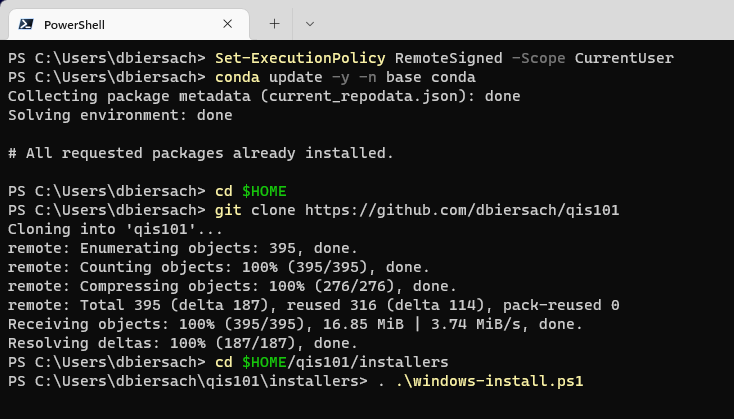 PowerShell
PS C:\Users\dbiersach> Set-ExecutionPolicy RemoteSigned -Scope CurrentUser
PS C:\Users\dbiersach> conda update -y -n base conda
Collecting package metadata (current_repodata.json): done
Solving environment: done
# All requested packages already installed.
PS C:\Users\dbiersach> cd $HOME
PS C:\Users\dbiersach> git clone https://github.com/dbiersach/qis101
Cloning into 'qis101'...
remote: Enumerating objects: 395, done.
remote: Counting objects: 100% (395/395), done.
remote: Compressing objects: 100% (276/276), done.
remote: Total 395 (delta 187), reused 316 (delta 114), pack-reused 0
Receiving objects: 100% (395/395), 16.85 MiB | 3.74 MiB/s, done.
Resolving deltas: 100% (187/187), done.
PS C:\Users\dbiersach> cd $HOME/qis101/installers
PS C:\Users\dbiersach\qis101\installers> . .\windows-install.ps1